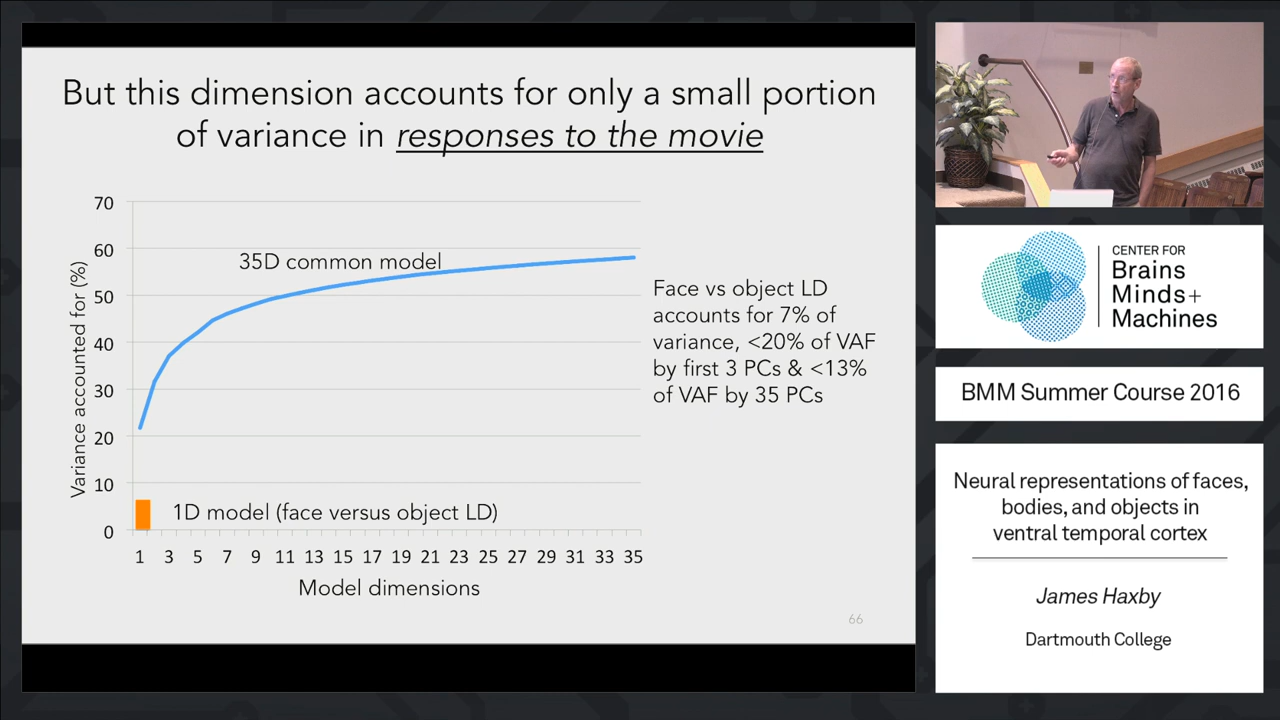 But this dimension accounts for only a small portion
of variance in responses to the movie
Variance accounted for (%)
70
60
50
40
30
20
10
0
35D common model
1D model (face versus object LD)
1 3 5 7 9 11 13 15 17 19 21 23 25 27 29 31 33 35
Model dimensions
Face vs object LD
accounts for 7% of
variance, <20% of VAF
by first 3 PCs & <13%
of VAF by 35 PCs
66
CENTER FOR
Brains
Minds+
Machines
BMM Summer Course 2016
Neural representations of faces,
bodies, and objects in
ventral temporal cortex
James Haxby
Dartmouth College